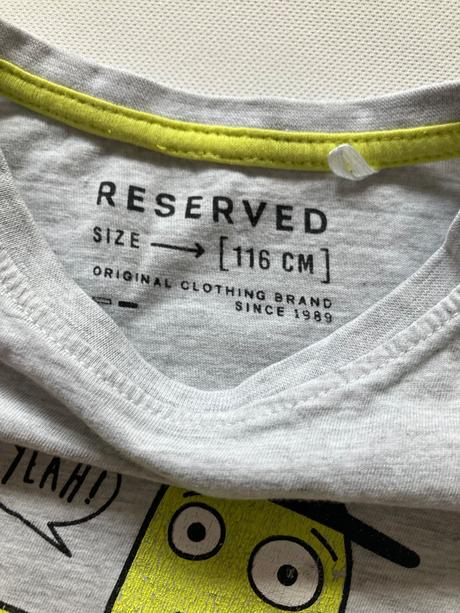 RESERVED
SIZE → [116 CM]
ORIGINAL CLOTHING BRAND
SINCE 1989
YEAH!